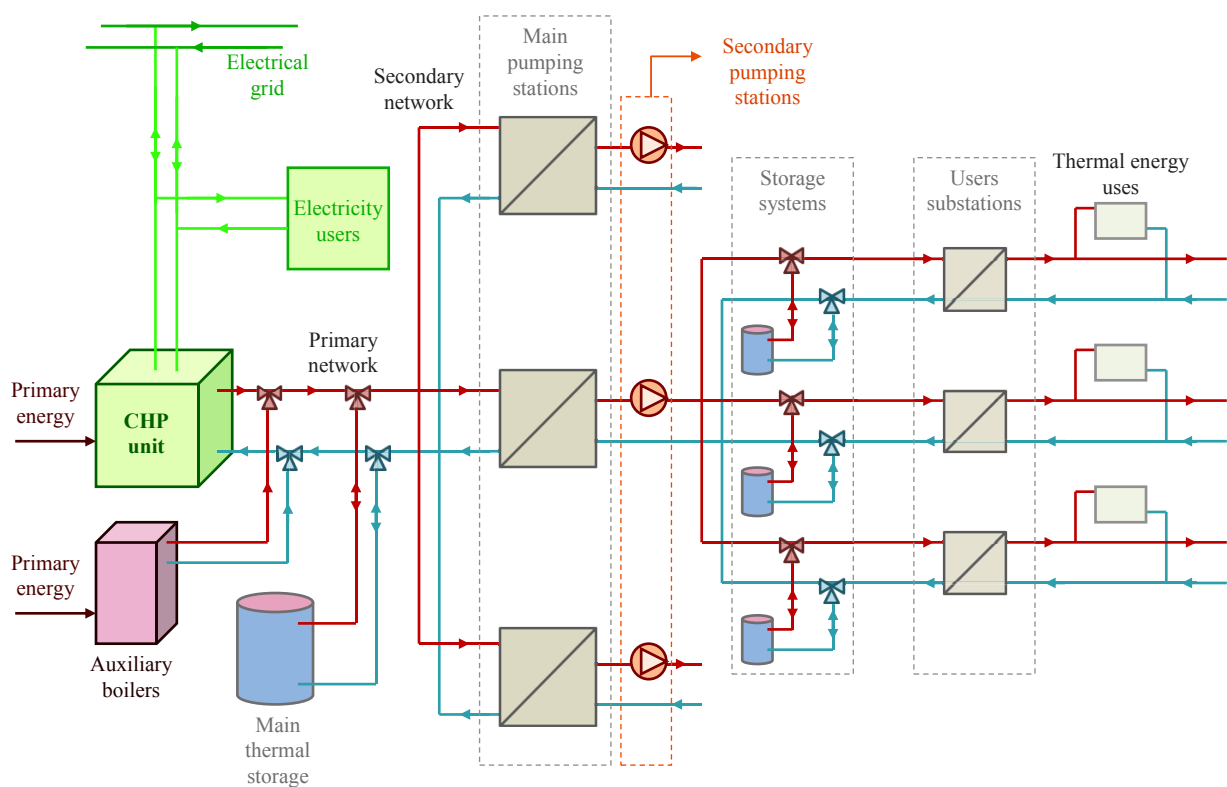 Electrical
grid
Main
pumping
stations
Secondary
pumping
stations
Secondary
network
Electricity
users
Storage
systems
Users
substations
Thermal energy
uses
Primary
network
Primary
energy
CHP
unit
Primary
energy
Auxiliary
boilers
Main
thermal
storage